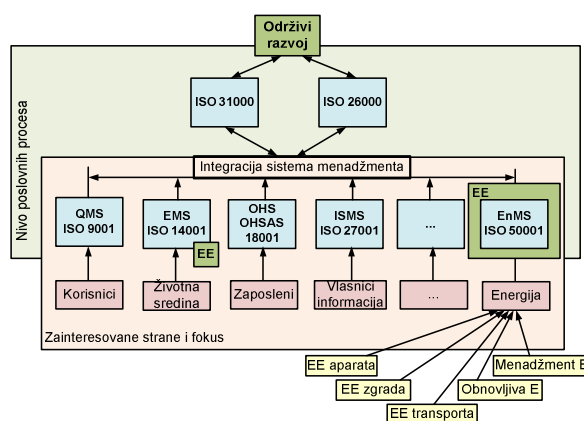 Održivi
razvoj
ISO 31000
ISO 26000
Nivo poslovnih procesa
Integracija sistema menadžmenta
QMS
ISO 9001
EMS
ISO 14001
EE
OHS
OHSAS
18001
ISMS
ISO 27001
...
EE
EnMS
ISO 50001
Korisnici
Životna
sredina
Zaposleni
Vlasnici
informacija
...
Energija
Zainteresovane strane i fokus
EE aparata
Menadžment E
EE zgrada
Obnovljiva E
EE transporta